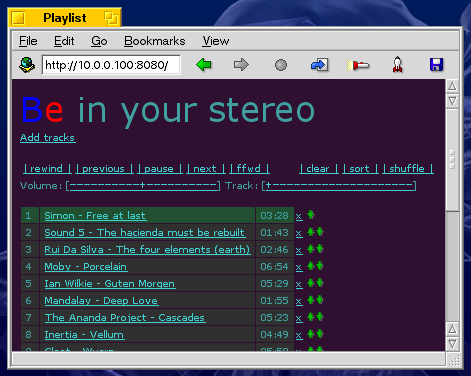 Playlist
File Edit Go Bookmarks View
http://10.0.0.100:8080/
Be in your stereo
Add tracks
| rewind | | previous | | pause | | next | | ffwd | | clear | | sort | | shuffle |
Volume: [----------+----------] Track: [+--------------------]
1 Simon - Free at last 03:28 x
2 Sound 5 - The hacienda must be rebuilt 01:43 x
3 Rui Da Silva - The four elements (earth) 02:46 x
4 Moby - Porcelain 06:54 x
5 Ian Wilkie - Guten Morgen 05:29 x
6 Mandalay - Deep Love 01:55 x
7 The Ananda Project - Cascades 05:23 x
8 Inertia - Vellum 04:49 x
9